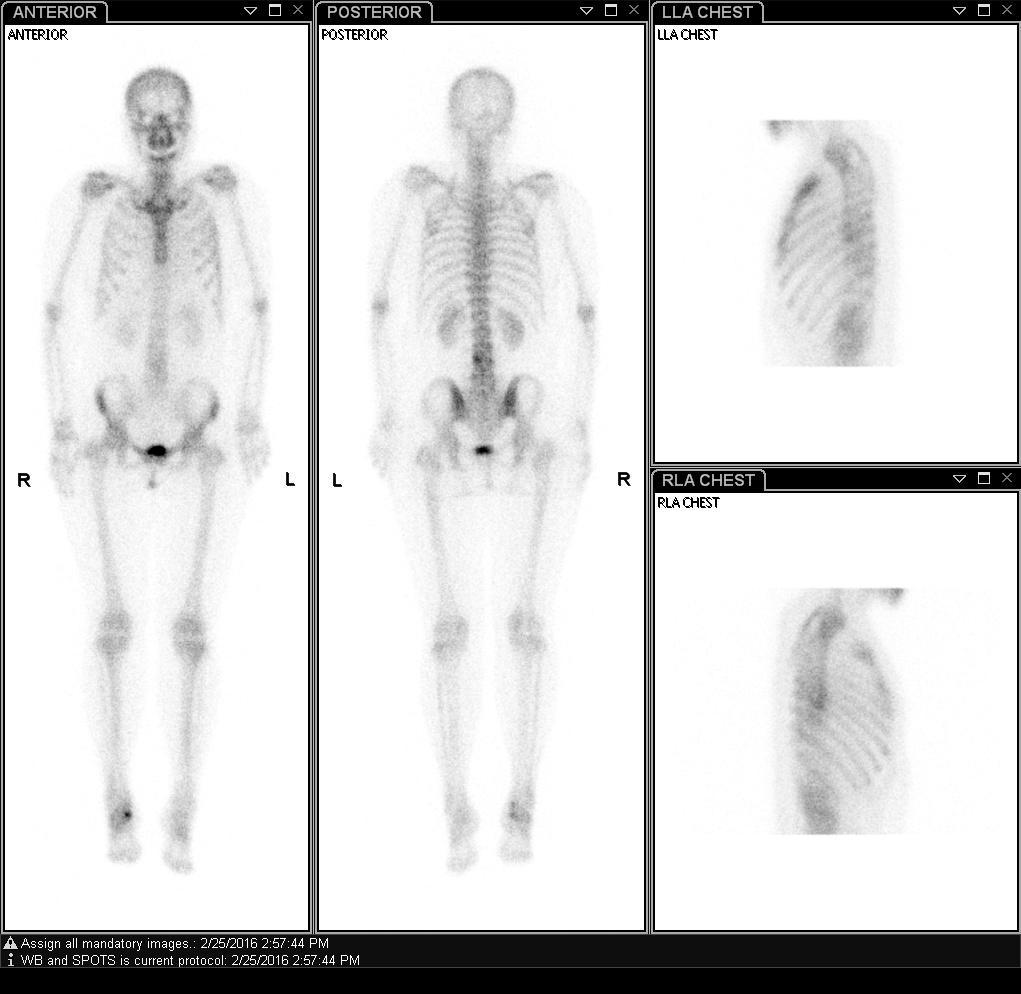 ANTERIOR
ANTERIOR
R
L
POSTERIOR
POSTERIOR
L
R
LLA CHEST
LLA CHEST
RLA CHEST
RLA CHEST
Assign all mandatory images.: 2/25/2016 2:57:44 PM
WB and SPOTS is current protocol: 2/25/2016 2:57:44 PM